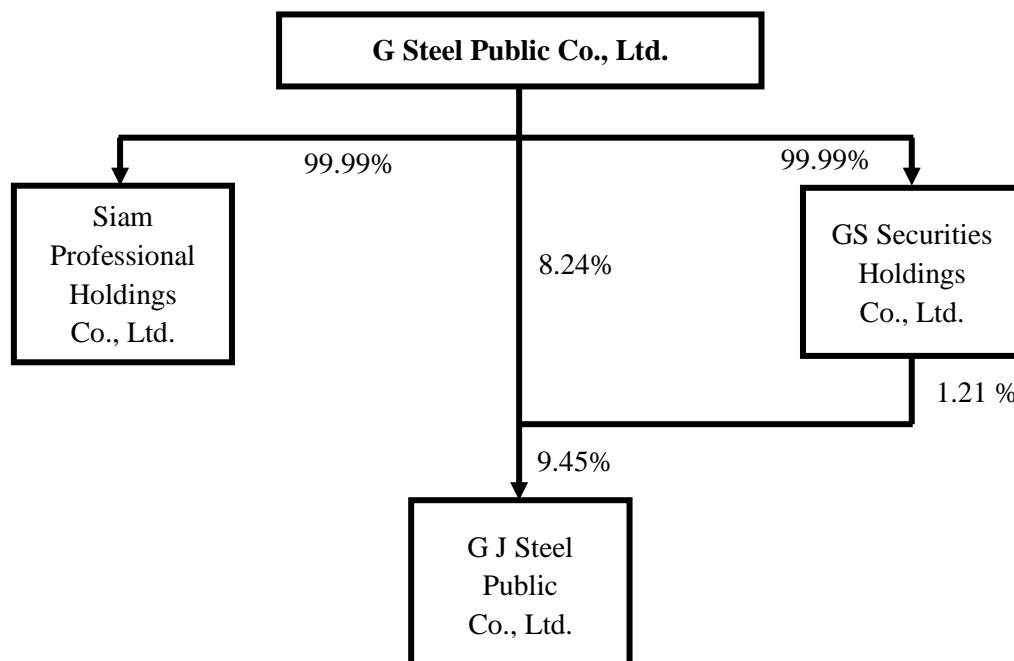 G Steel Public Co., Ltd.
99.99%
99.99%
Siam
Professional
Holdings
Co., Ltd.
8.24%
GS Securities
Holdings
Co., Ltd.
1.21 %
9.45%
G J Steel
Public
Co., Ltd.